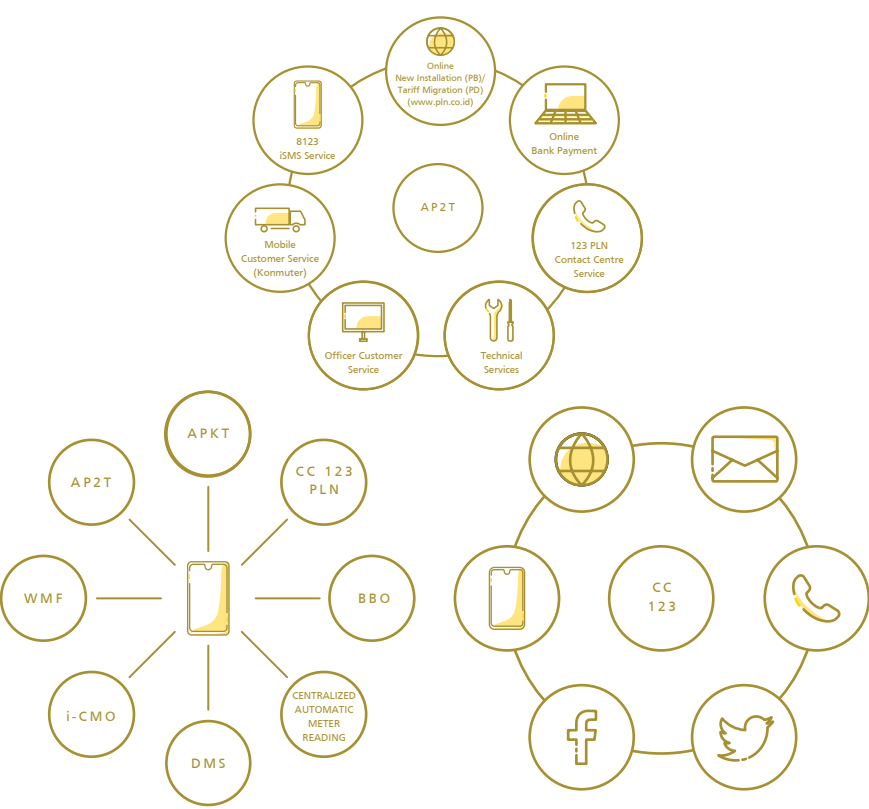 Online
New Installation (PB)/
Tariff Migration (PD)
(www.pln.co.id)
8123
iSMS Service
Online
Bank Payment
AP2T
Mobile
Customer Service
(Konmuter)
123 PLN
Contact Centre
Service
Officer Customer
Service
Technical
Services
APKT
AP2T
CC 123
PLN
WMF
BBO
i-CMO
CENTRALIZED
AUTOMATIC
METER
READING
DMS
CC
123